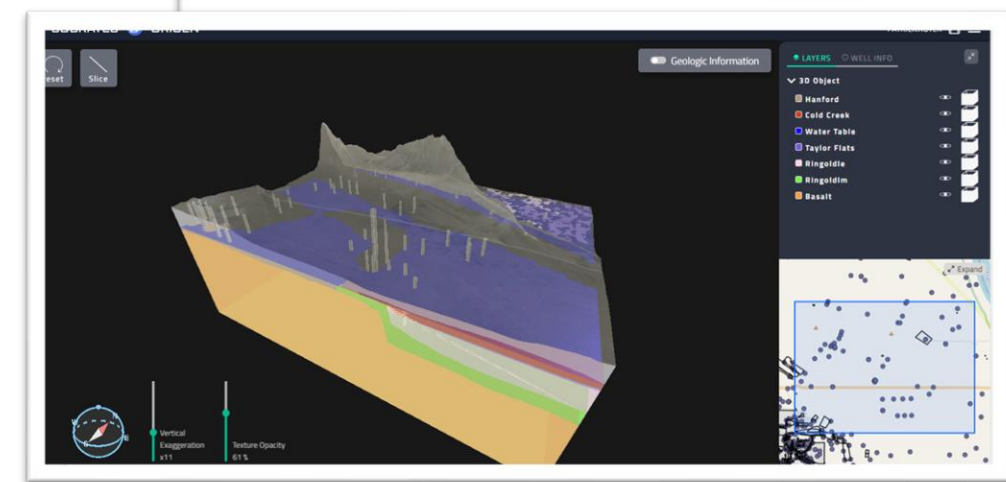 reset
Slice
Geologic Information
LAYERS
WELL INFO
3D Object
Hanford
Cold Creek
Water Table
Taylor Flats
Ringoldle
Ringoldlm
Basalt
Expand
N
E
Vertical
Exaggeration
x11
Texture Opacity
61 %